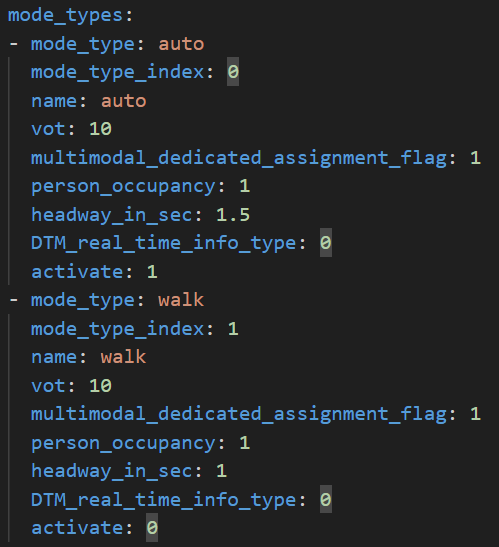 mode_types:
- mode_type: auto
  mode_type_index: 0
  name: auto
  vot: 10
  multimodal_dedicated_assignment_flag: 1
  person_occupancy: 1
  headway_in_sec: 1.5
  DTM_real_time_info_type: 0
  activate: 1
- mode_type: walk
  mode_type_index: 1
  name: walk
  vot: 10
  multimodal_dedicated_assignment_flag: 1
  person_occupancy: 1
  headway_in_sec: 1
  DTM_real_time_info_type: 0
  activate: 0